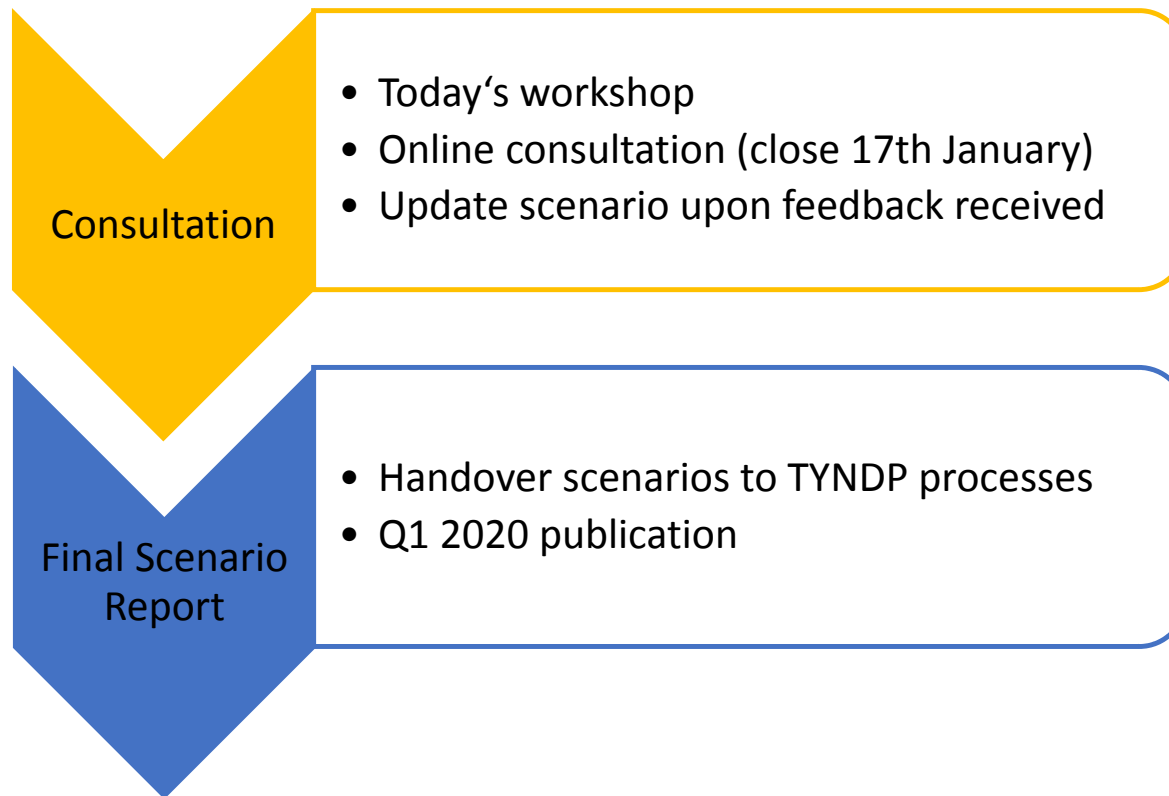 Consultation
• Today‘s workshop
• Online consultation (close 17th January)
• Update scenario upon feedback received
Final Scenario
Report
• Handover scenarios to TYNDP processes
• Q1 2020 publication